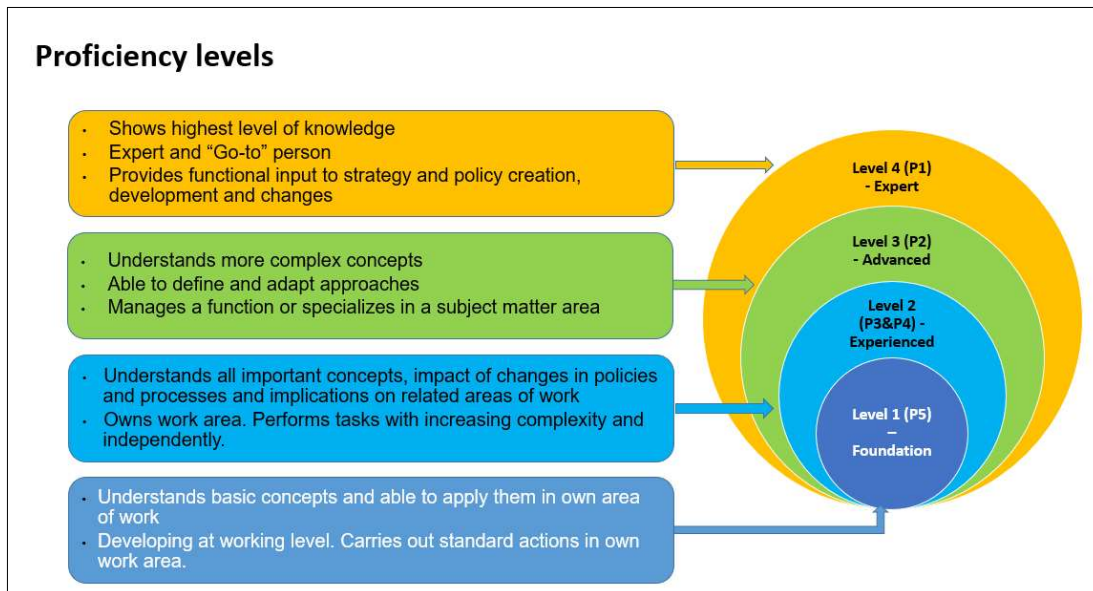 Proficiency levels
• Shows highest level of knowledge
• Expert and “Go-to” person
• Provides functional input to strategy and policy creation,
development and changes
• Understands more complex concepts
• Able to define and adapt approaches
• Manages a function or specializes in a subject matter area
• Understands all important concepts, impact of changes in policies
and processes and implications on related areas of work
• Owns work area. Performs tasks with increasing complexity and
independently.
• Understands basic concepts and able to apply them in own area
of work
• Developing at working level. Carries out standard actions in own
work area.
Level 4 (P1)
- Expert
Level 3 (P2)
- Advanced
Level 2
(P3&P4) -
Experienced
Level 1 (P5)
–
Foundation